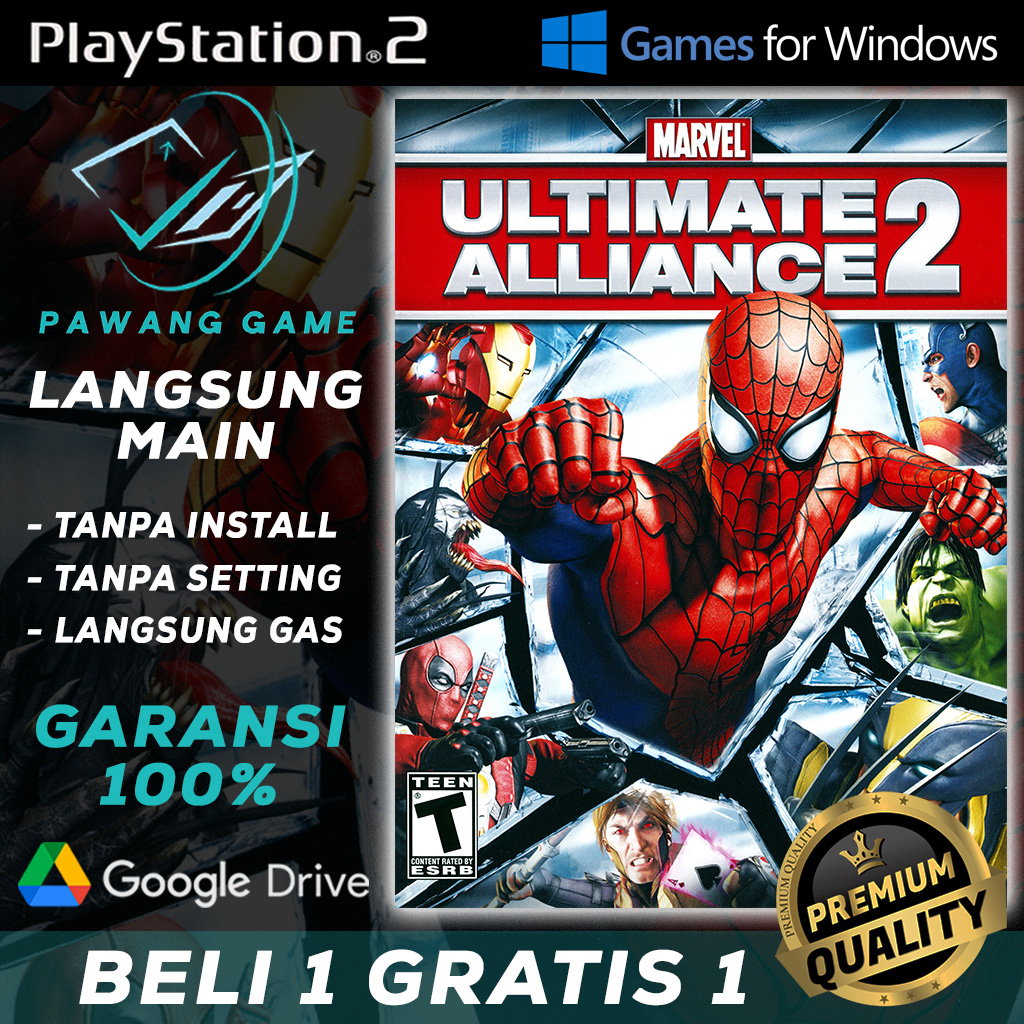 PlayStation®2
Games for Windows
PAWANG GAME
LANGSUNG
MAIN
- TANPA INSTALL
- TANPA SETTING
- LANGSUNG GAS
GARANSI
100%
Google Drive
MARVEL
ULTIMATE
ALLIANCE 2
TEEN
T
®
CONTENT RATED BY
ESRB
A
PREMIUM QUALITY
PREMIUM
QUALITY
BELI 1 GRATIS 1